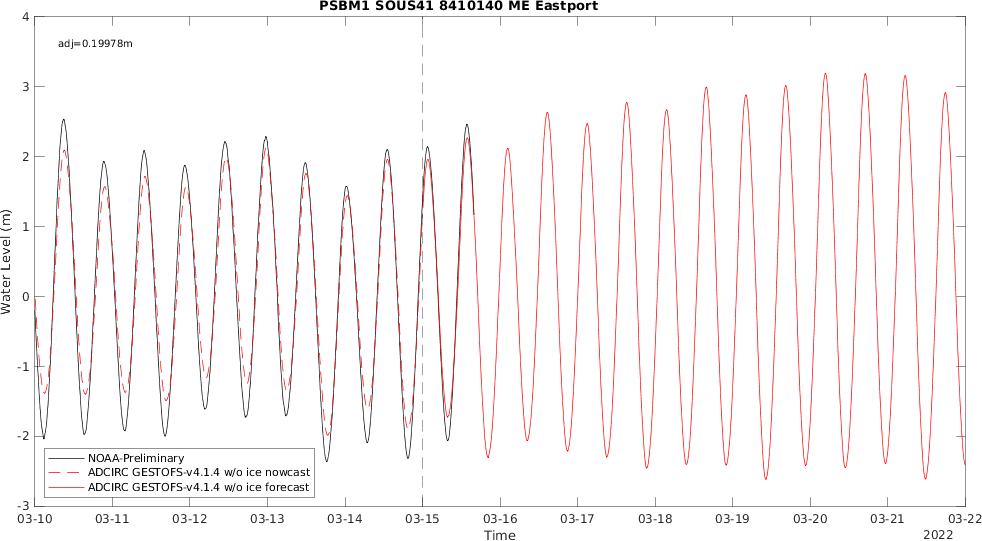 PSBM1 SOUS41 8410140 ME Eastport
adj=0.19978m
4
3
2
1
0
-1
-2
-3
Water Level (m)
NOAA-Preliminary
ADCIRC GESTOFS-v4.1.4 w/o ice nowcast
ADCIRC GESTOFS-v4.1.4 w/o ice forecast
03-10 03-11 03-12 03-13 03-14 03-15 03-16 03-17 03-18 03-19 03-20 03-21 03-22
Time
2022